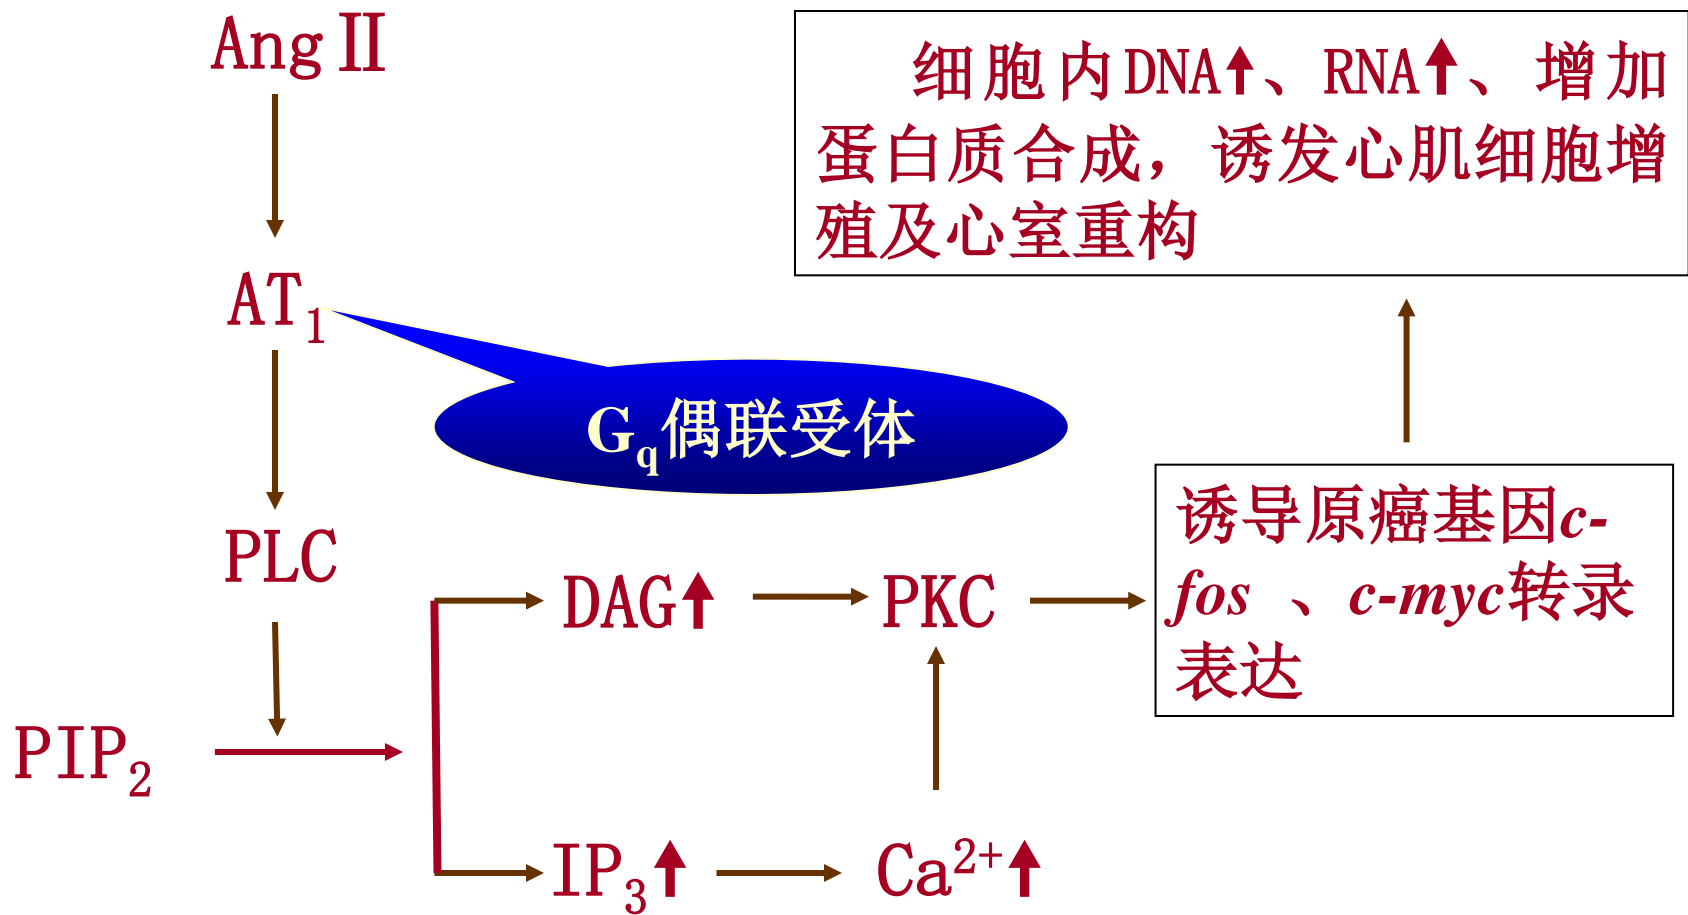 Ang Ⅱ
细胞内DNA↑、RNA↑、增加
蛋白质合成，诱发心肌细胞增
殖及心室重构
AT₁
G_q偶联受体
PLC
诱导原癌基因c-
fos 、c-myc转录
表达
DAG↑
PKC
PIP₂
IP₃↑
Ca²⁺↑